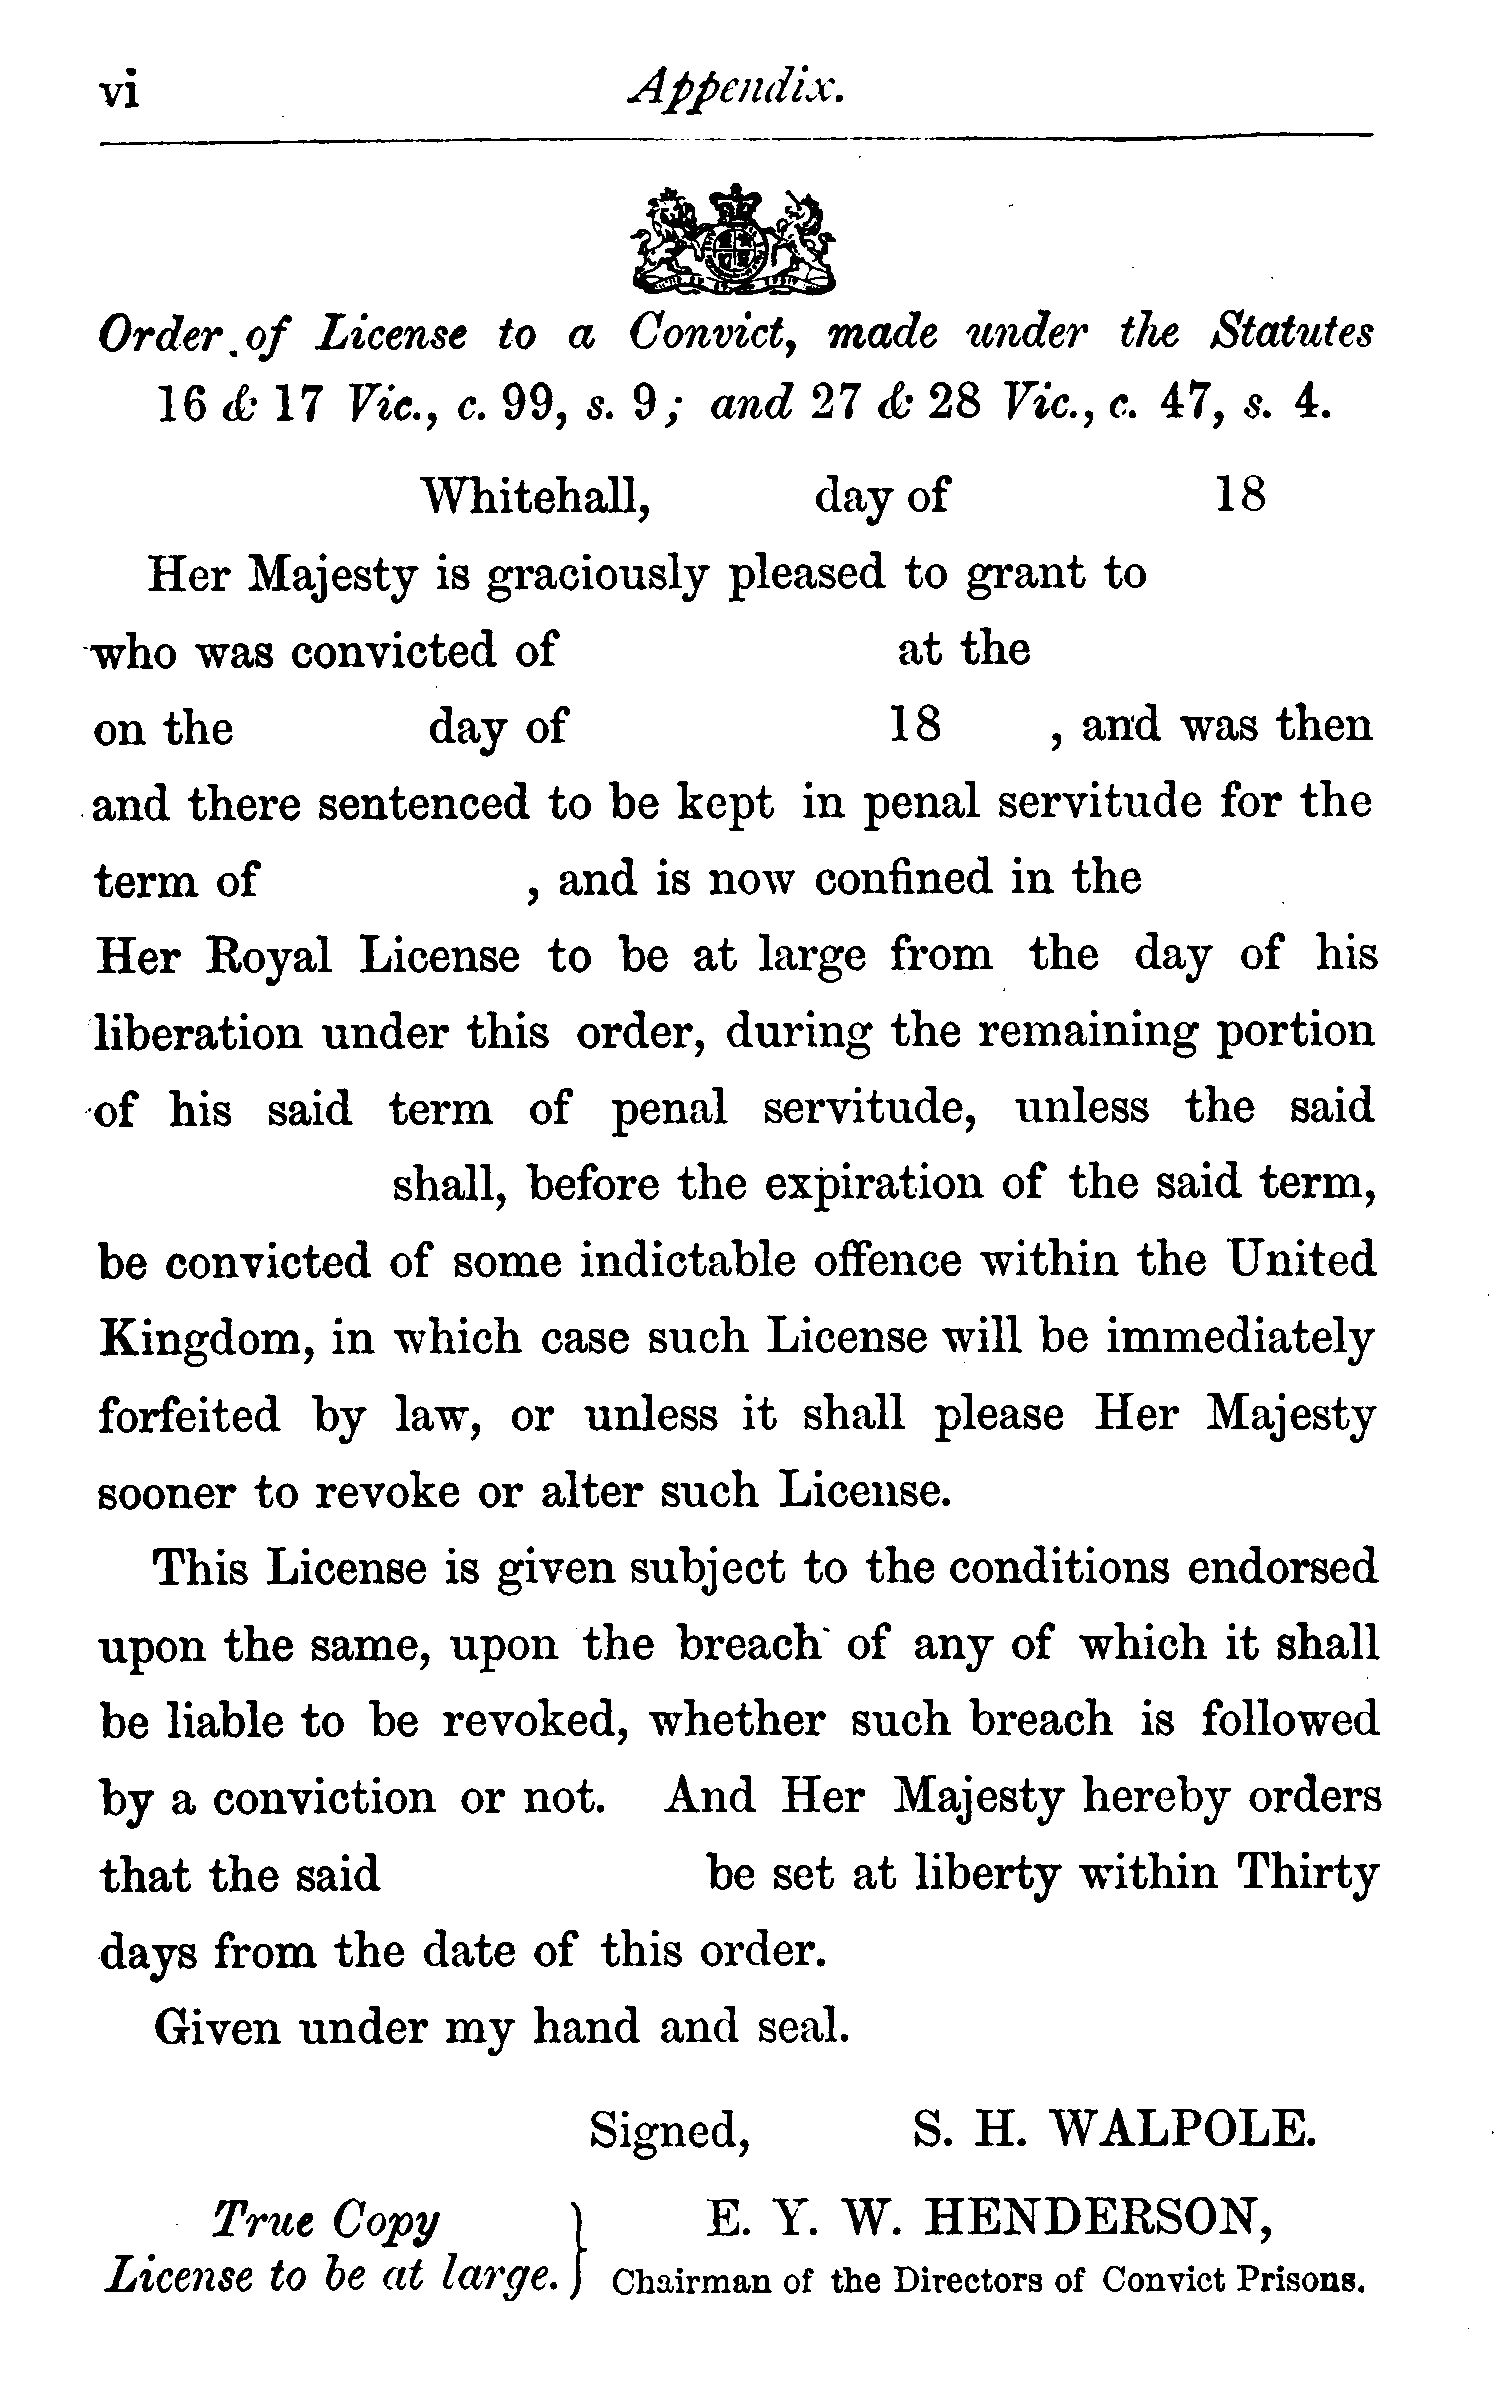 vi Appendix.
Order of License to a Convict, made under the Statutes
16 & 17 Vic., c. 99, s. 9; and 27 & 28 Vic., c. 47, s. 4.
Whitehall, day of 18
Her Majesty is graciously pleased to grant to
who was convicted of at the
on the day of 18 , and was then
and there sentenced to be kept in penal servitude for the
term of , and is now confined in the
Her Royal License to be at large from the day of his
liberation under this order, during the remaining portion
of his said term of penal servitude, unless the said
shall, before the expiration of the said term,
be convicted of some indictable offence within the United
Kingdom, in which case such License will be immediately
forfeited by law, or unless it shall please Her Majesty
sooner to revoke or alter such License.
This License is given subject to the conditions endorsed
upon the same, upon the breach of any of which it shall
be liable to be revoked, whether such breach is followed
by a conviction or not. And Her Majesty hereby orders
that the said be set at liberty within Thirty
days from the date of this order.
Given under my hand and seal.
Signed, S. H. WALPOLE.
True Copy } E. Y. W. HENDERSON,
License to be at large. Chairman of the Directors of Convict Prisons.